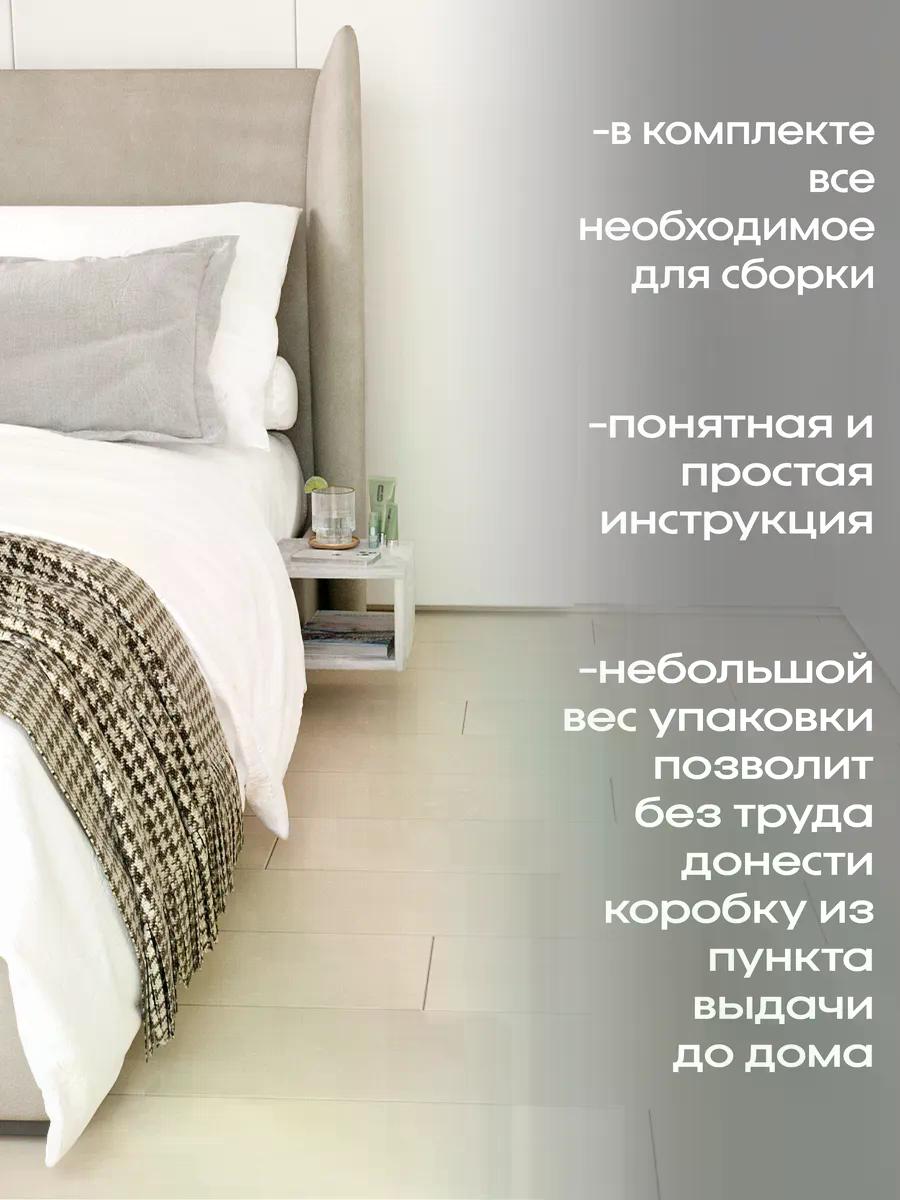 -в комплекте
все
необходимое
для сборки
-понятная и
простая
инструкция
-небольшой
вес упаковки
позволит
без труда
донести
коробку из
пункта
выдачи
до дома